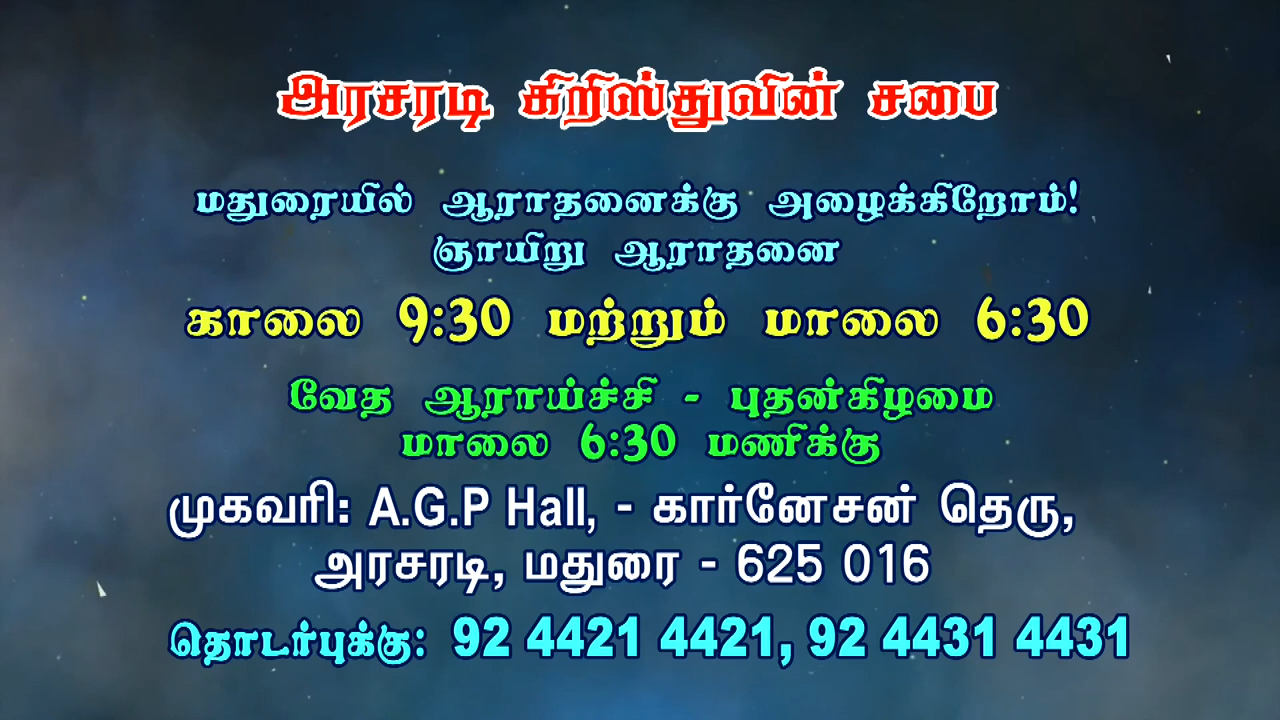 அரசரடி கிறிஸ்துவின் சபை
மதுரையில் ஆராதனைக்கு அழைக்கிறோம்!
ஞாயிறு ஆராதனை
காலை 9:30 மற்றும் மாலை 6:30
வேத ஆராய்ச்சி - புதன்கிழமை
மாலை 6:30 மணிக்கு
முகவரி: A.G.P Hall, - கார்னேசன் தெரு,
அரசரடி, மதுரை - 625 016
தொடர்புக்கு: 92 4421 4421, 92 4431 4431